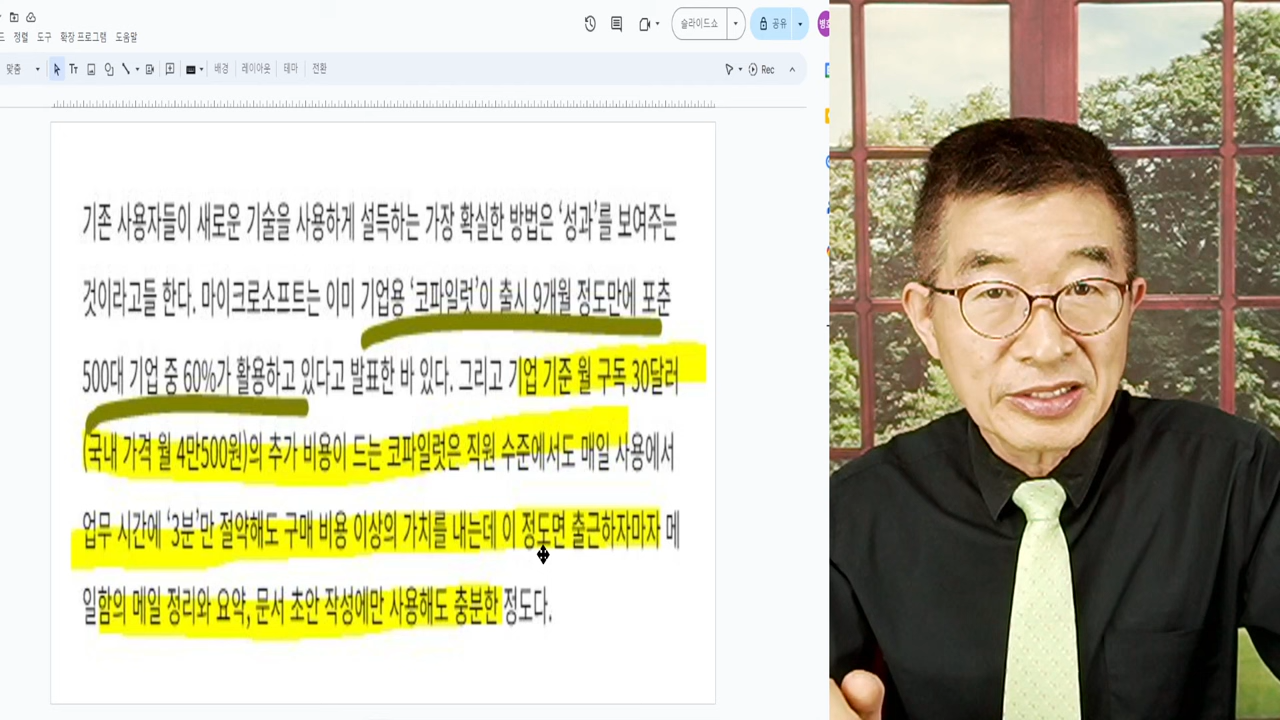 정렬 도구 확장 프로그램 도움말
슬라이드쇼
공유
맞춤
Tт
배경 레이아웃 테마 전환
Rec
기존 사용자들이 새로운 기술을 사용하게 설득하는 가장 확실한 방법은 ‘성과’를 보여주는
것이라고들 한다. 마이크로소프트는 이미 기업용 ‘코파일럿’이 출시 9개월 정도만에 포춘
500대 기업 중 60%가 활용하고 있다고 발표한 바 있다. 그리고 기업 기준 월 구독 30달러
(국내 가격 월 4만500원)의 추가 비용이 드는 코파일럿은 직원 수준에서도 매일 사용에서
업무 시간에 ‘3분’만 절약해도 구매 비용 이상의 가치를 내는데 이 정도면 출근하자마자 메
일함의 메일 정리와 요약, 문서 초안 작성에만 사용해도 충분한 정도다.